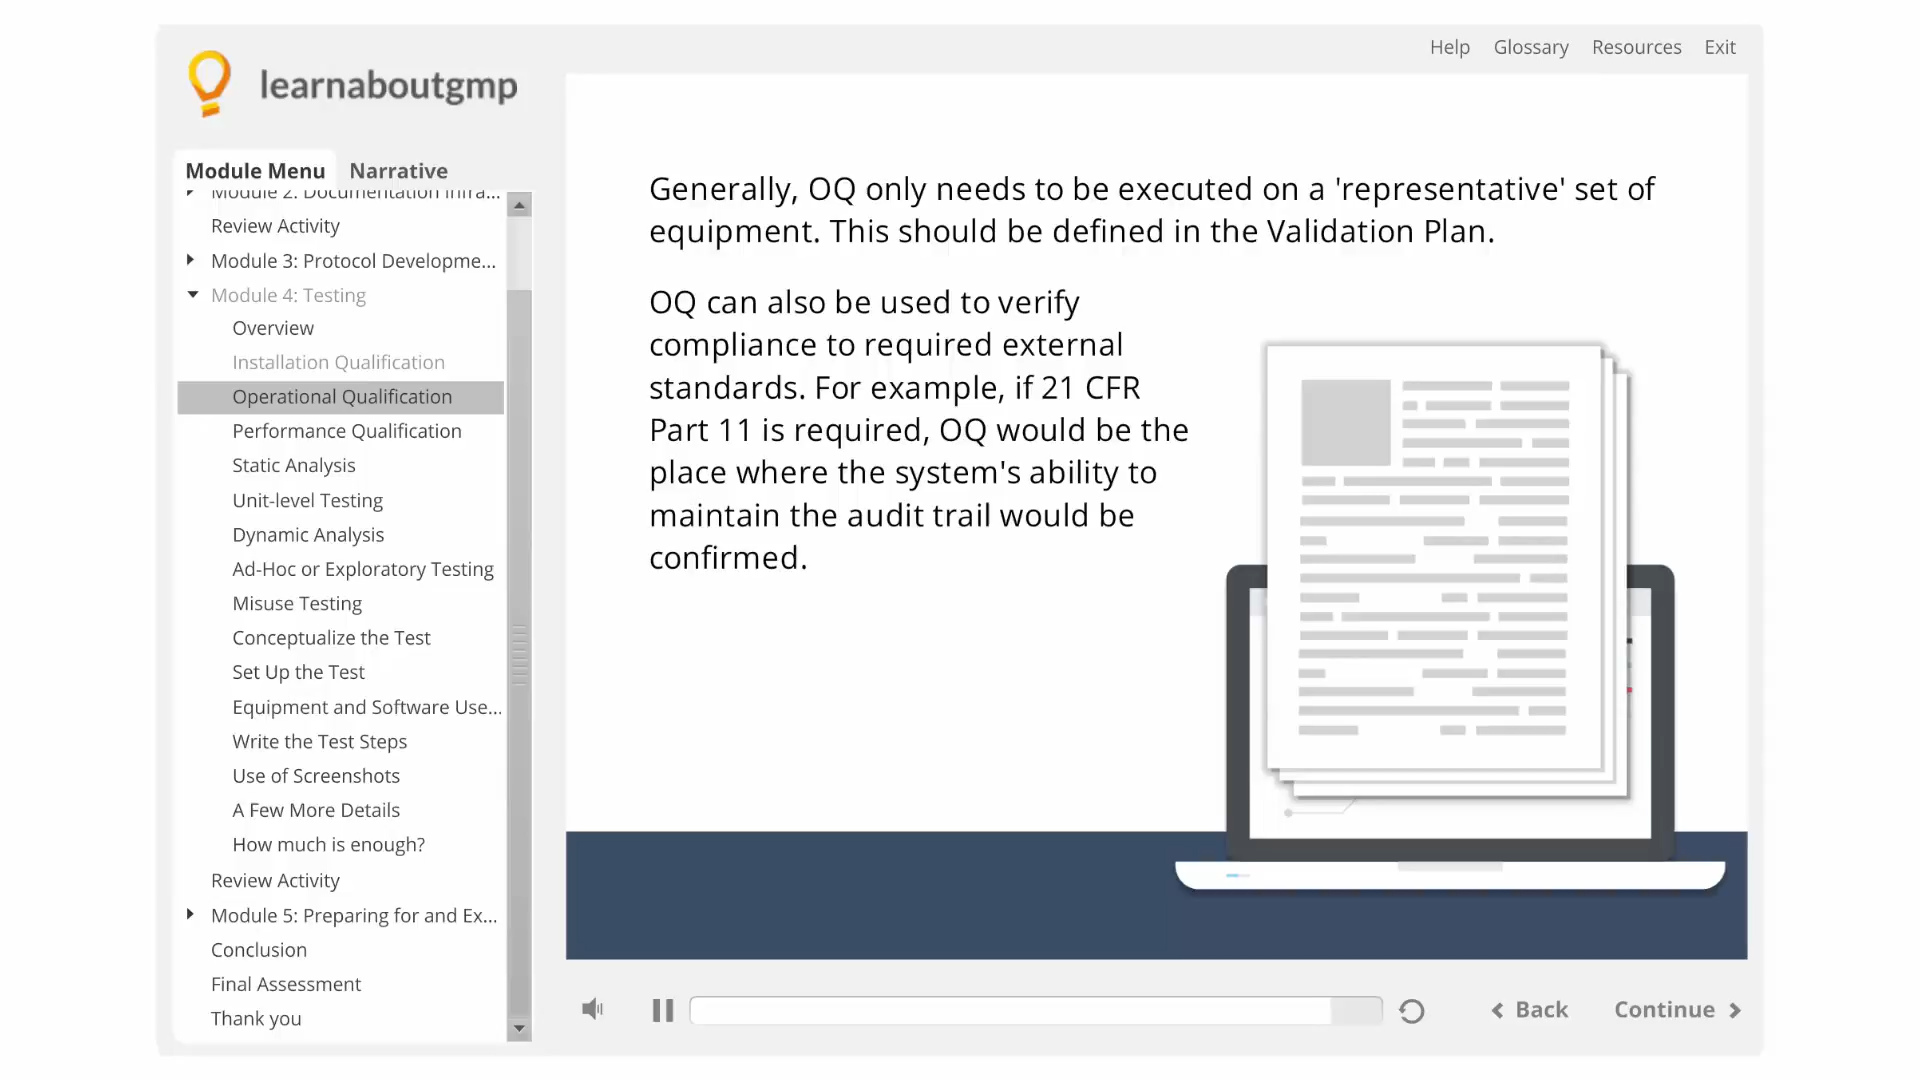 Help Glossary Resources Exit
learnaboutgmp
Module Menu Narrative
Module 2: Documentation Infra...
Review Activity
Module 3: Protocol Developme...
Module 4: Testing
Overview
Installation Qualification
Operational Qualification
Performance Qualification
Static Analysis
Unit-level Testing
Dynamic Analysis
Ad-Hoc or Exploratory Testing
Misuse Testing
Conceptualize the Test
Set Up the Test
Equipment and Software Use...
Write the Test Steps
Use of Screenshots
A Few More Details
How much is enough?
Review Activity
Module 5: Preparing for and Ex...
Conclusion
Final Assessment
Thank you
Generally, OQ only needs to be executed on a 'representative' set of
equipment. This should be defined in the Validation Plan.
OQ can also be used to verify
compliance to required external
standards. For example, if 21 CFR
Part 11 is required, OQ would be the
place where the system's ability to
maintain the audit trail would be
confirmed.
Back Continue